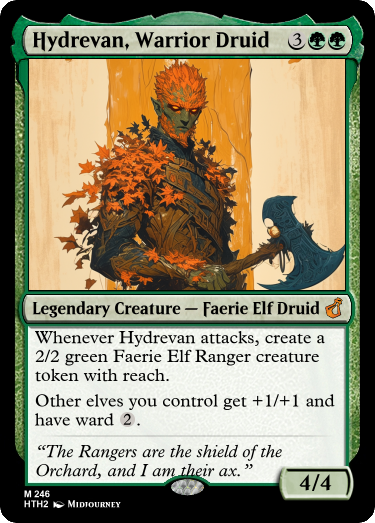 Hydrevan, Warrior Druid 3
Legendary Creature — Faerie Elf Druid
Whenever Hydrevan attacks, create a
2/2 green Faerie Elf Ranger creature
token with reach.
Other elves you control get +1/+1 and
have ward 2.
“The Rangers are the shield of the
Orchard, and I am their ax.”
4/4
M 246
HTH2 Midjourney